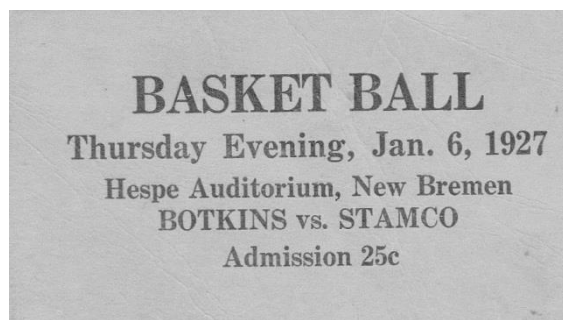 BASKET BALL
Thursday Evening, Jan. 6, 1927
Hespe Auditorium, New Bremen
BOTKINS vs. STAMCO
Admission 25c